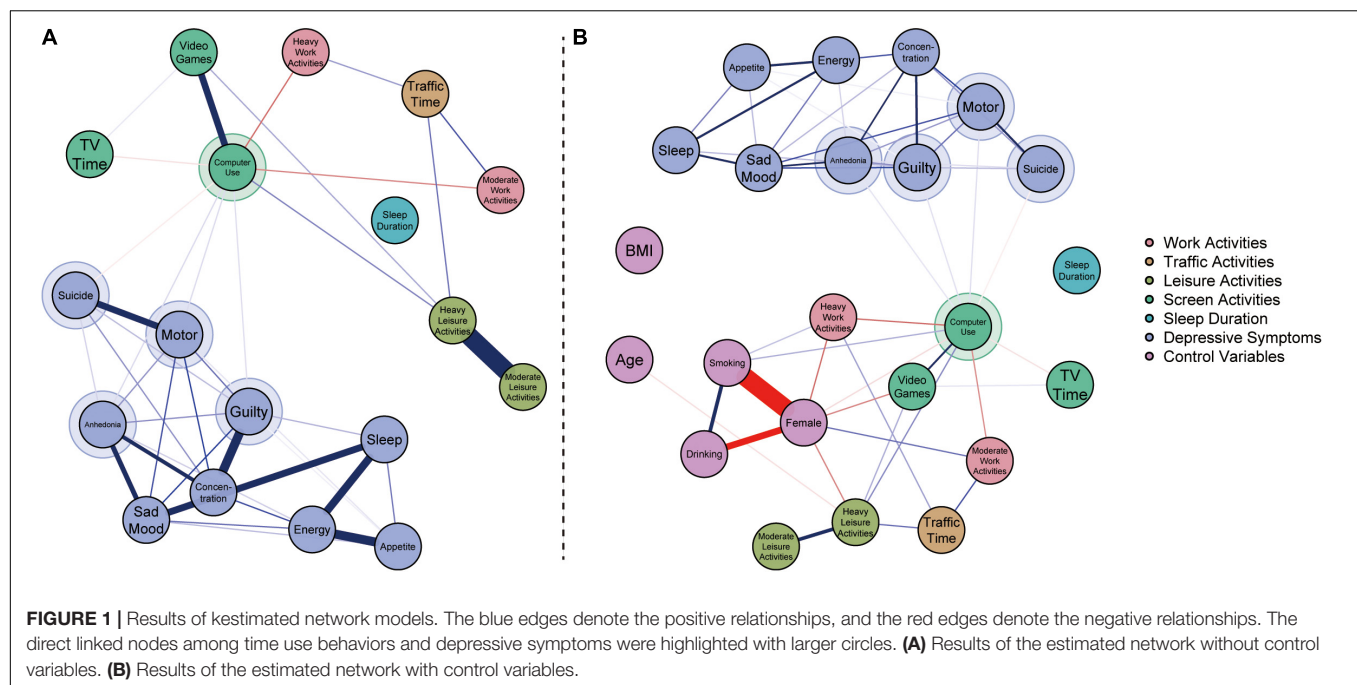 A
Video
Games
Heavy
Work
Activities
Traffic
Time
TV
Time
Computer
Use
Moderate
Work
Activities
Sleep
Duration
Suicide
Motor
Heavy
Leisure
Activities
Moderate
Leisure
Activities
Anhedonia
Guilty
Sleep
Concen-
tration
Sad
Mood
Energy
Appetite
B
Appetite
Energy
Concen-
tration
Motor
Sleep
Sad
Mood
Anhedonia
Guilty
Suicide
BMI
Sleep
Duration
Heavy
Work
Activities
Computer
Use
Age
Smoking
Video
Games
TV
Time
Female
Drinking
Moderate
Work
Activities
Heavy
Leisure
Activities
Traffic
Time
Moderate
Leisure
Activities
Work Activities
Traffic Activities
Leisure Activities
Screen Activities
Sleep Duration
Depressive Symptoms
Control Variables
FIGURE 1 | Results of kestimated network models. The blue edges denote the positive relationships, and the red edges denote the negative relationships. The
direct linked nodes among time use behaviors and depressive symptoms were highlighted with larger circles. (A) Results of the estimated network without control
variables. (B) Results of the estimated network with control variables.